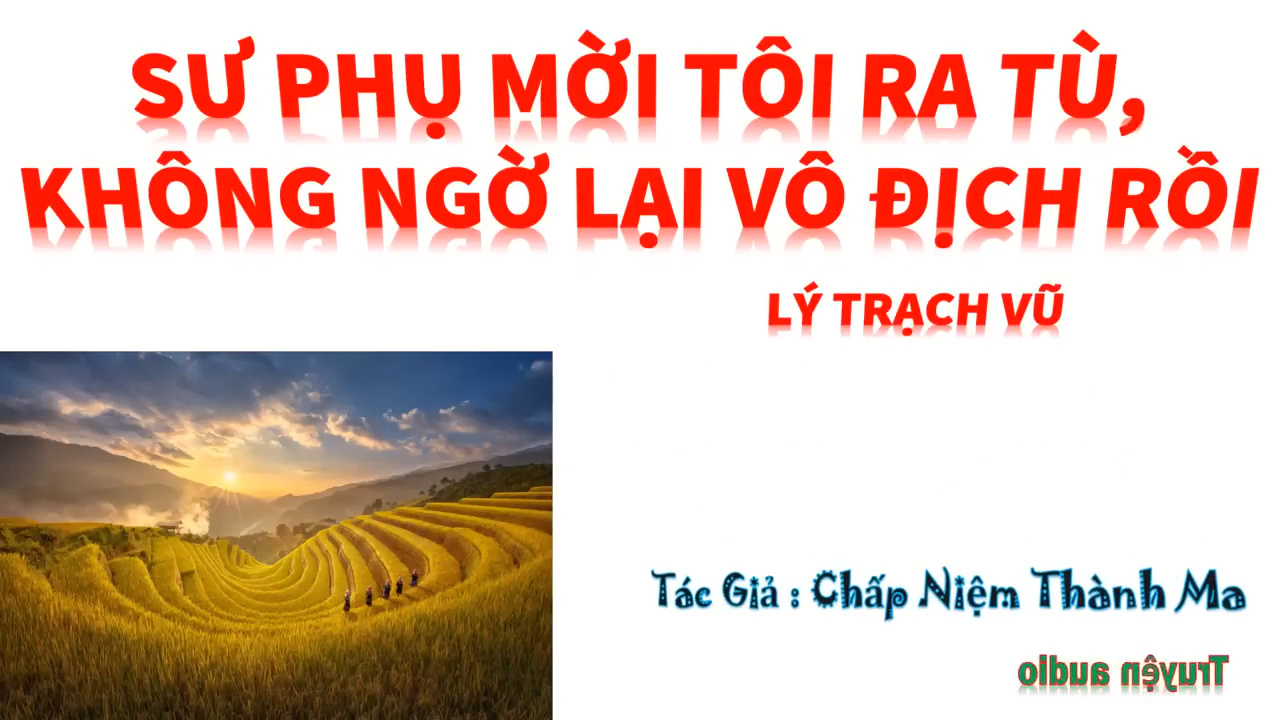 SƯ PHỤ MỜI TÔI RA TÙ,
KHÔNG NGỜ LẠI VÔ ĐỊCH RỒI
LÝ TRẠCH VŨ
Tác Giả : Chấp Niệm Thành Ma
Truyện audio